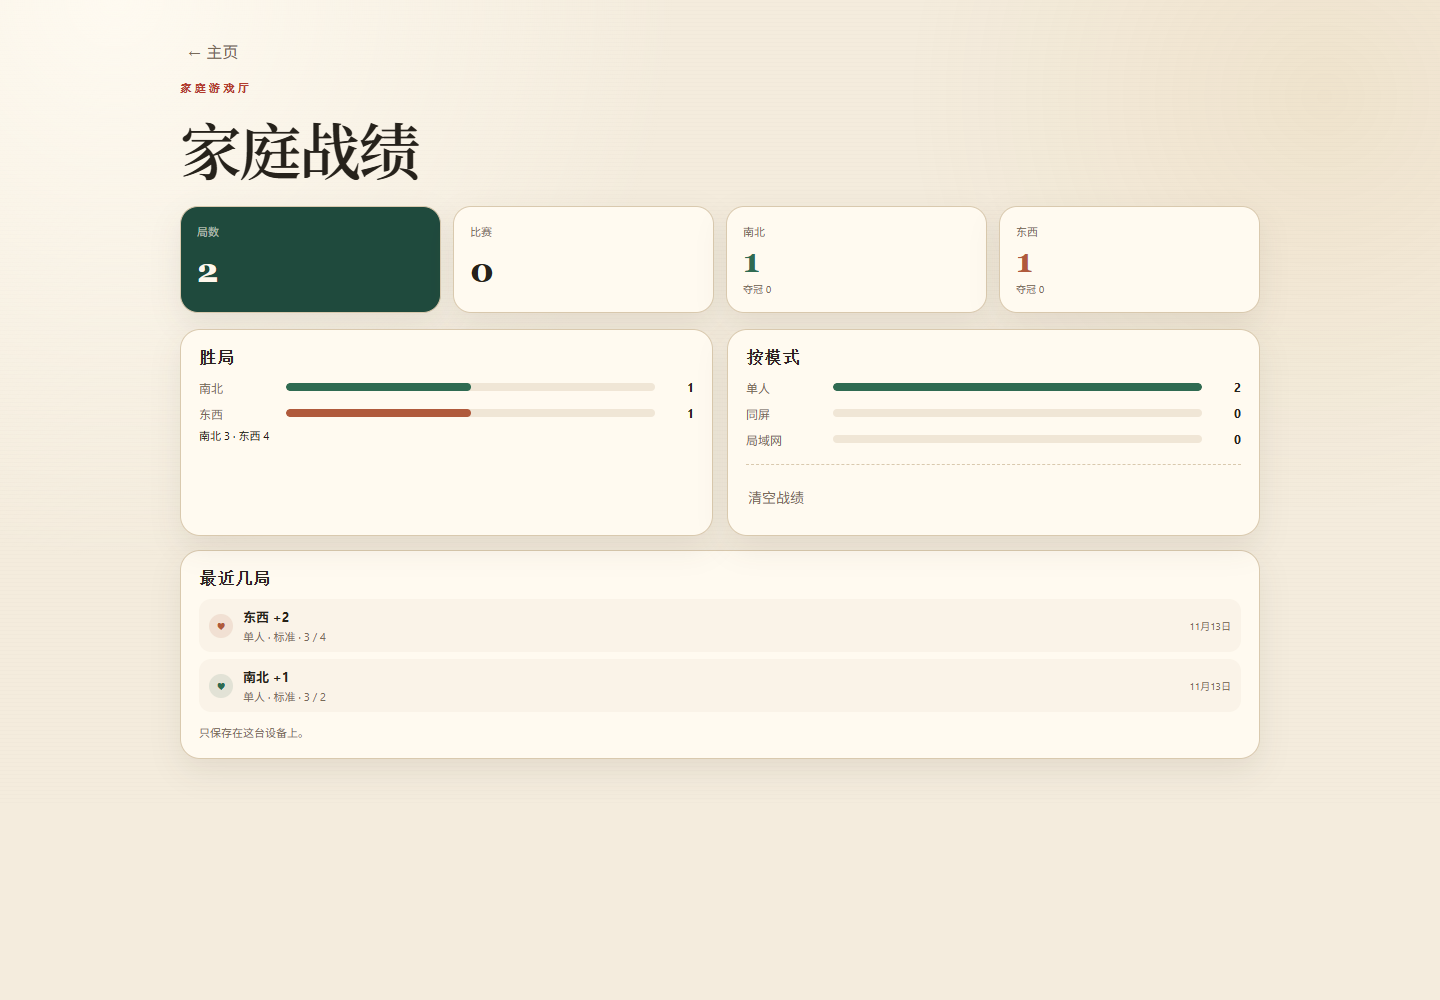 ← 主页
家庭游戏厅
家庭战绩
局数
2
比赛
0
南北
1
夺冠 0
东西
1
夺冠 0
胜局
南北 1
东西 1
南北 3 · 东西 4
按模式
单人 2
同屏 0
局域网 0
清空战绩
最近几局
东西 +2
单人 · 标准 · 3 / 4
11月13日
南北 +1
单人 · 标准 · 3 / 2
11月13日
只保存在这台设备上。